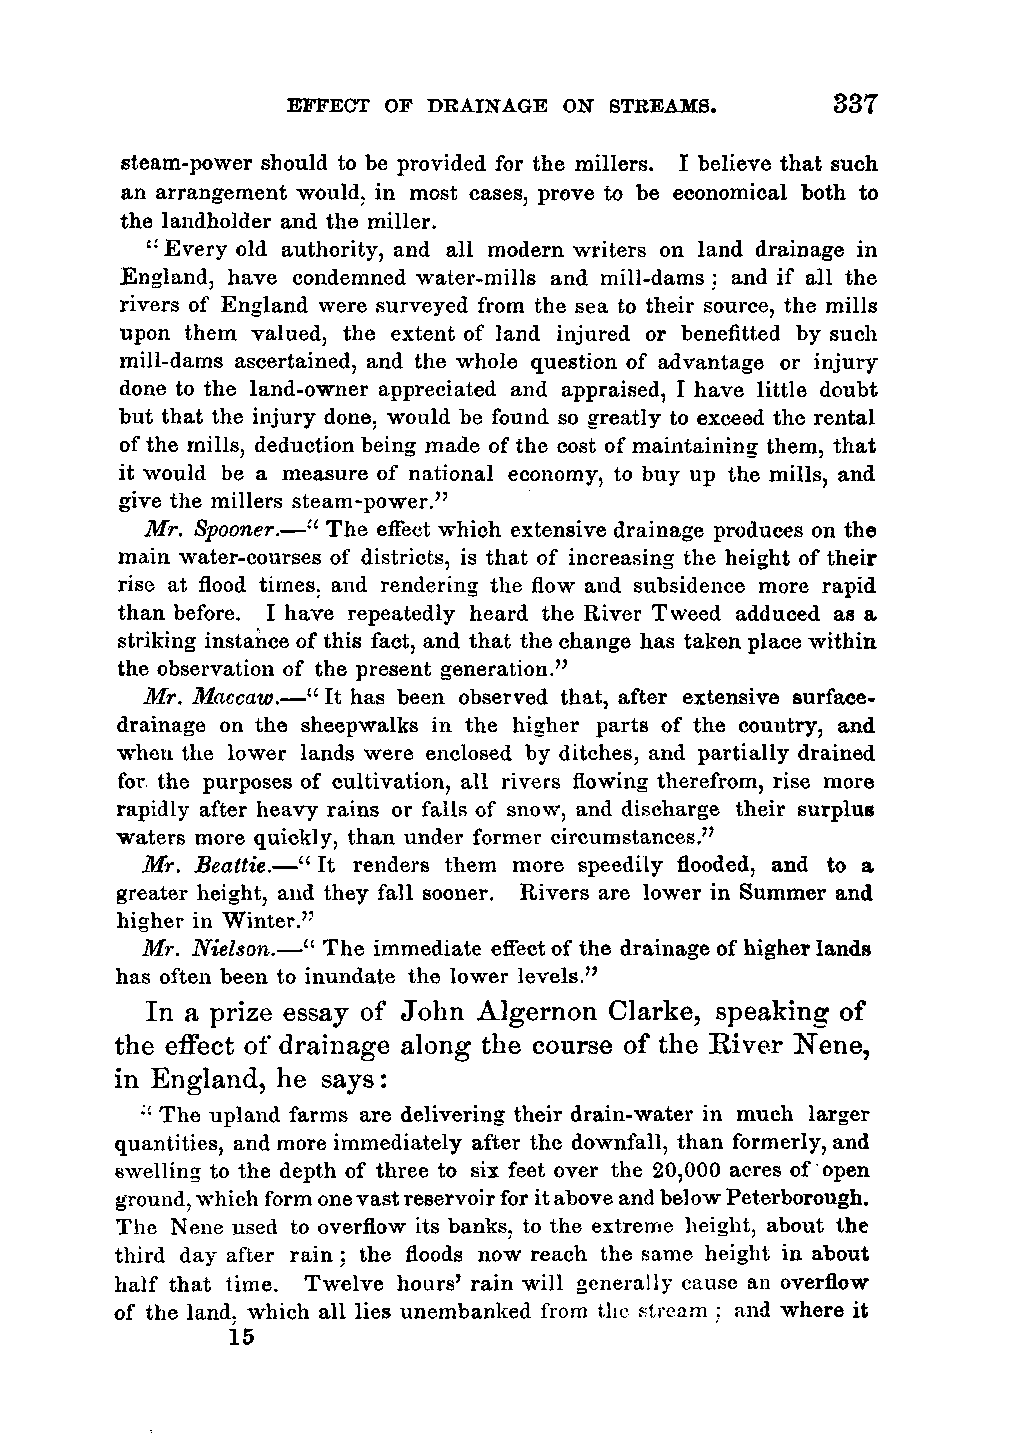 EFFECT OF DRAINAGE ON STREAMS. 337
steam-power should to be provided for the millers. I believe that such
an arrangement would, in most cases, prove to be economical both to
the landholder and the miller.
“Every old authority, and all modern writers on land drainage in
England, have condemned water-mills and mill-dams; and if all the
rivers of England were surveyed from the sea to their source, the mills
upon them valued, the extent of land injured or benefitted by such
mill-dams ascertained, and the whole question of advantage or injury
done to the land-owner appreciated and appraised, I have little doubt
but that the injury done, would be found so greatly to exceed the rental
of the mills, deduction being made of the cost of maintaining them, that
it would be a measure of national economy, to buy up the mills, and
give the millers steam-power.”
Mr. Spooner.—“The effect which extensive drainage produces on the
main water-courses of districts, is that of increasing the height of their
rise at flood times, and rendering the flow and subsidence more rapid
than before. I have repeatedly heard the River Tweed adduced as a
striking instance of this fact, and that the change has taken place within
the observation of the present generation.”
Mr. Maccaw.—“It has been observed that, after extensive surface-
drainage on the sheepwalks in the higher parts of the country, and
when the lower lands were enclosed by ditches, and partially drained
for the purposes of cultivation, all rivers flowing therefrom, rise more
rapidly after heavy rains or falls of snow, and discharge their surplus
waters more quickly, than under former circumstances.”
Mr. Beattie.—“It renders them more speedily flooded, and to a
greater height, and they fall sooner. Rivers are lower in Summer and
higher in Winter.”
Mr. Nielson.—“The immediate effect of the drainage of higher lands
has often been to inundate the lower levels.”
In a prize essay of John Algernon Clarke, speaking of
the effect of drainage along the course of the River Nene,
in England, he says:
“The upland farms are delivering their drain-water in much larger
quantities, and more immediately after the downfall, than formerly, and
swelling to the depth of three to six feet over the 20,000 acres of open
ground, which form one vast reservoir for it above and below Peterborough.
The Nene used to overflow its banks, to the extreme height, about the
third day after rain; the floods now reach the same height in about
half that time. Twelve hours’ rain will generally cause an overflow
of the land, which all lies unembanked from the stream; and where it
15